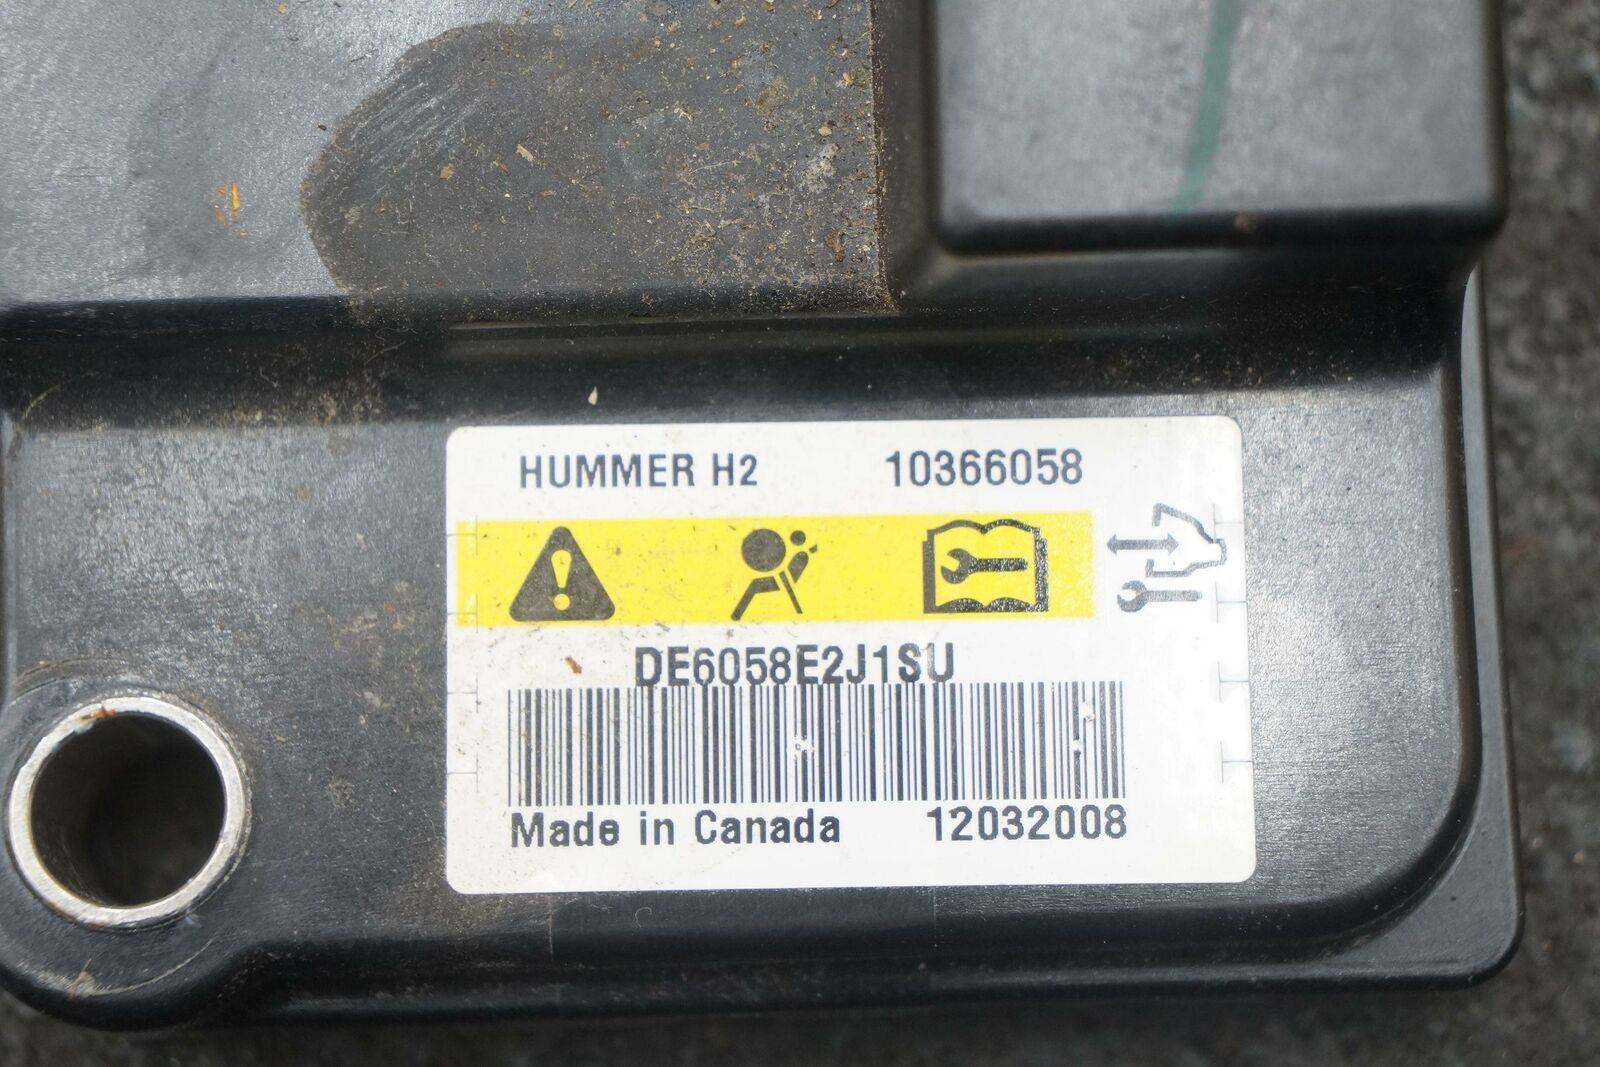 HUMMER H2 10366058
DE6058E2J1SU
Made in Canada 12032008